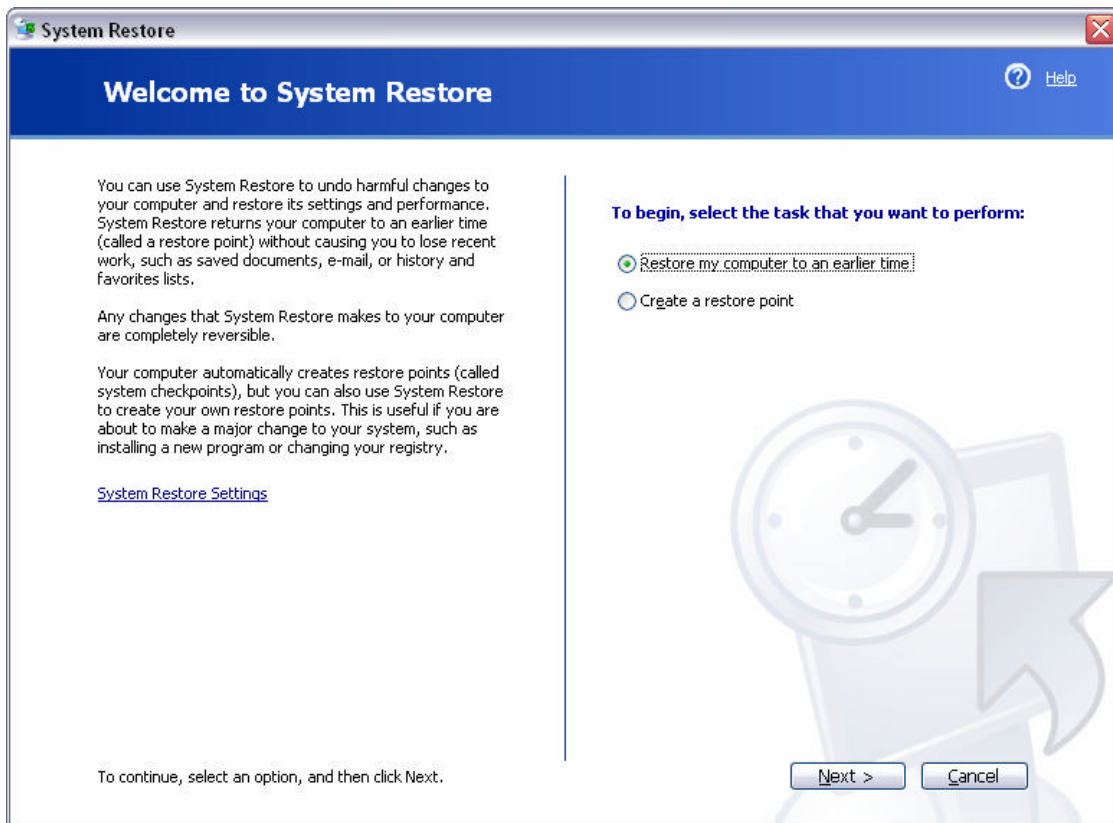 System Restore
Welcome to System Restore
Help
You can use System Restore to undo harmful changes to
your computer and restore its settings and performance.
System Restore returns your computer to an earlier time
(called a restore point) without causing you to lose recent
work, such as saved documents, e-mail, or history and
favorites lists.
Any changes that System Restore makes to your computer
are completely reversible.
Your computer automatically creates restore points (called
system checkpoints), but you can also use System Restore
to create your own restore points. This is useful if you are
about to make a major change to your system, such as
installing a new program or changing your registry.
System Restore Settings
To begin, select the task that you want to perform:
Restore my computer to an earlier time
Create a restore point
To continue, select an option, and then click Next.
Next >
Cancel